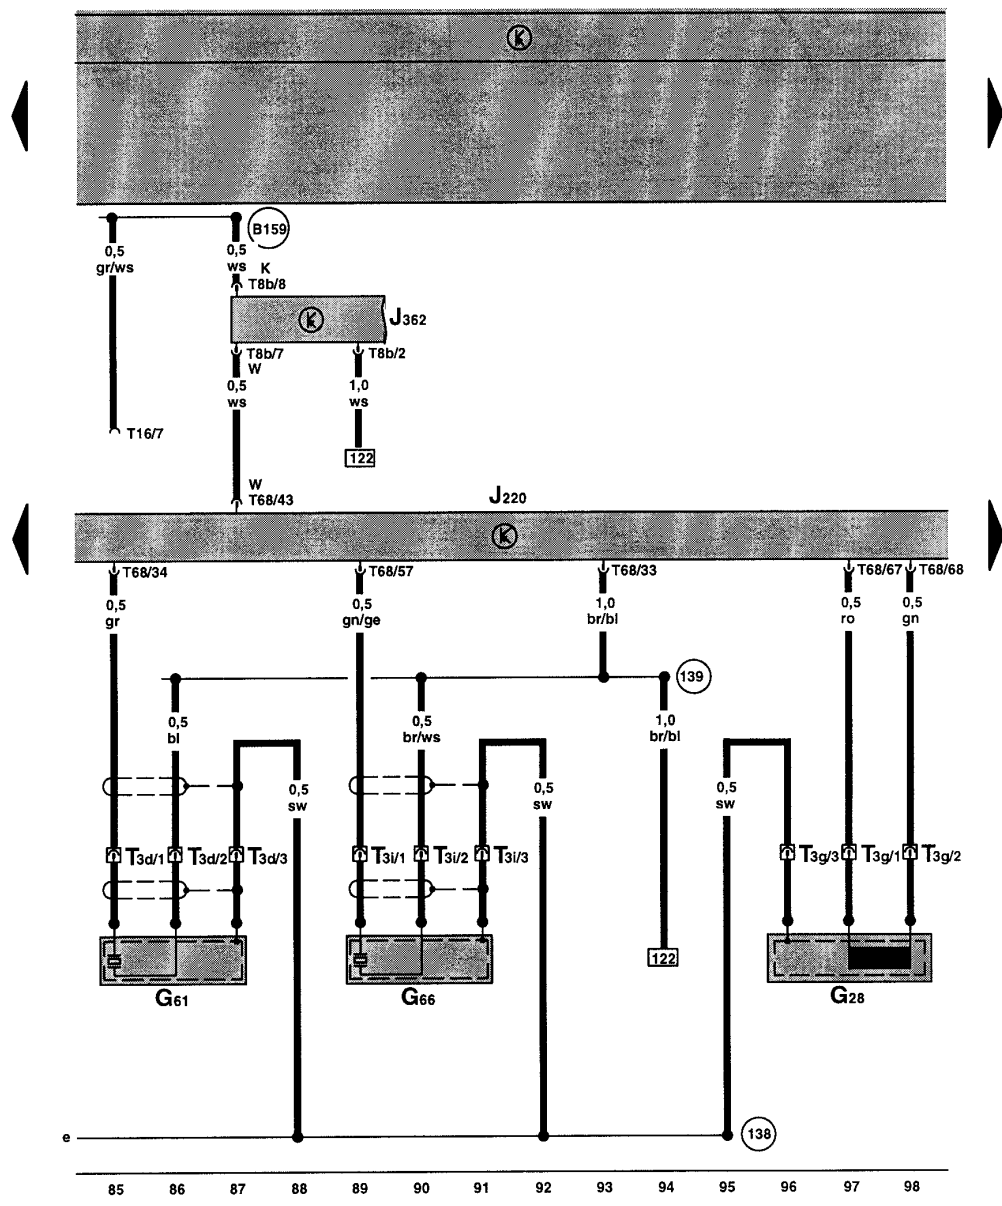 B159
0,5
gr/ws
0,5
ws
K
T8b/8
J362
T8b/7
W
T8b/2
0,5
ws
1,0
ws
T16/7
122
W
T68/43
J220
T68/34
T68/57
T68/33
T68/67
T68/68
0,5
gr
0,5
gn/ge
1,0
br/bl
0,5
ro
0,5
gn
139
0,5
bl
0,5
br/ws
1,0
br/bl
0,5
sw
0,5
sw
0,5
sw
T3d/1
T3d/2
T3d/3
T3i/1
T3i/2
T3i/3
T3g/3
T3g/1
T3g/2
122
G61
G66
G28
e
138
85 86 87 88 89 90 91 92 93 94 95 96 97 98